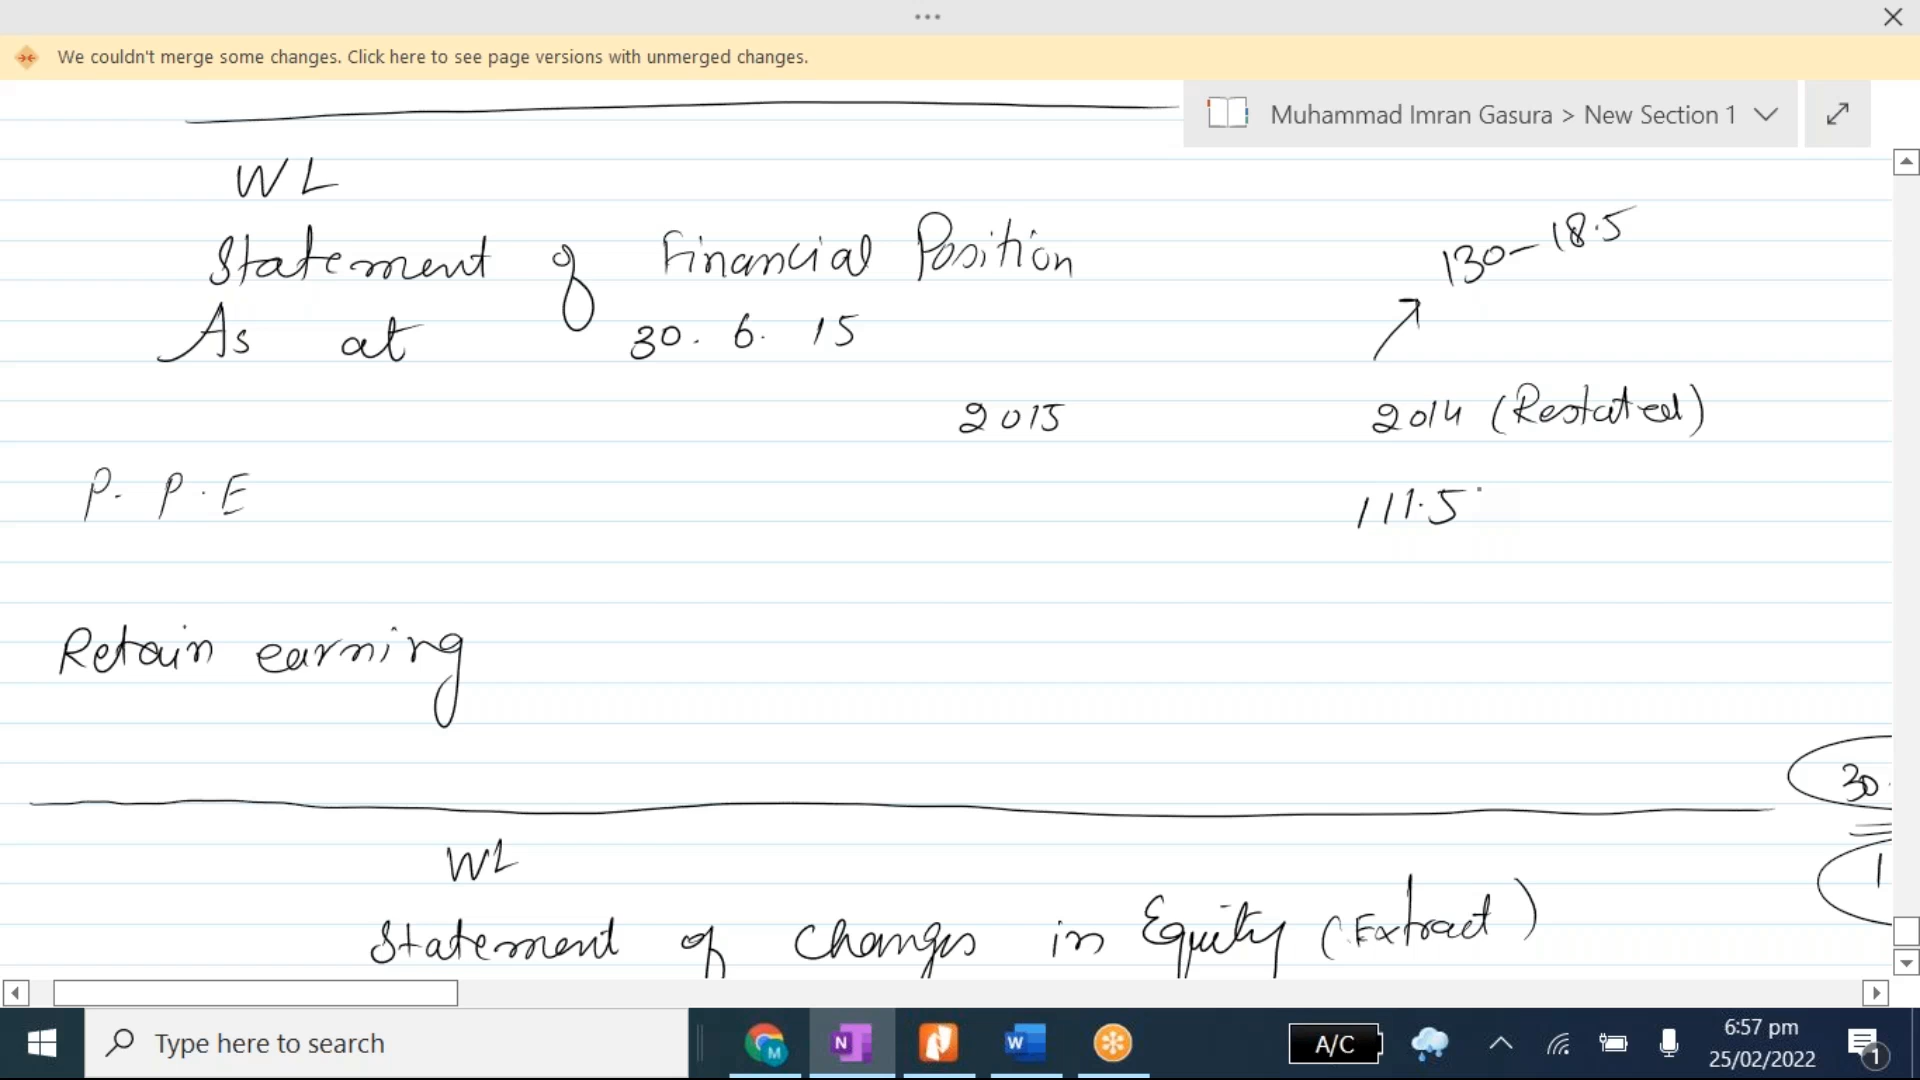 We couldn't merge some changes. Click here to see page versions with unmerged changes.
Muhammad Imran Gasura > New Section 1
WL
Statement of Financial Position
130-18.5
As at 30. 6. 15
2015 2014 (Restated)
P. P. E 111.5
Retain earning
30.
WL
1
Statement of Changes in Equity (Extract)
Type here to search
A/C
6:57 pm
25/02/2022
1